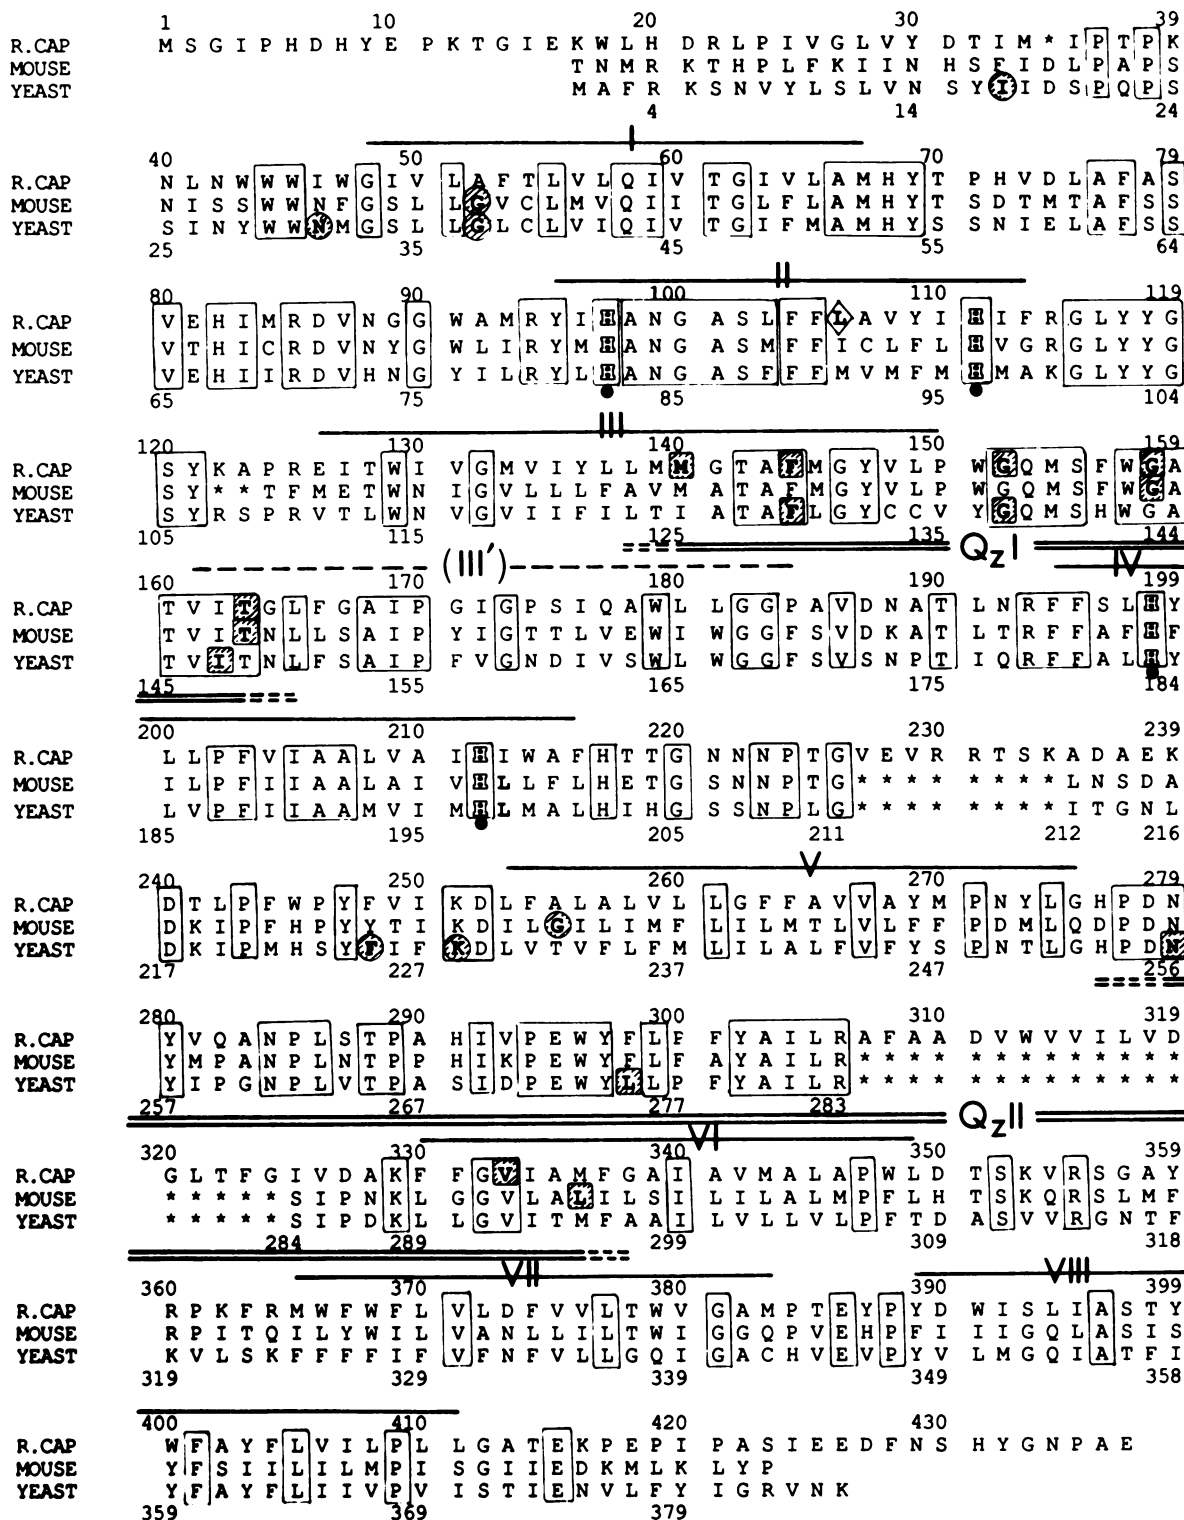 1 10 20 30 39
R.CAP M S G I P H D H Y E P K T G I E K W L H D R L P I V G L V Y D T I M * I P T P K
MOUSE T N M R K T H P L F K I I N H S F I D L P A P S
YEAST M A F R K S N V Y L S L V N S Y I I D S P Q P S
4 14 24
I
40 50 60 70 79
R.CAP N L N W W W I W G I V L A F T L V L Q I V T G I V L A M H Y T P H V D L A F A S
MOUSE N I S S W W N F G S L L G V C L M V Q I I T G L F L A M H Y T S D T M T A F S S
YEAST S I N Y W W N M G S L L G L C L V I Q I V T G I F M A M H Y S S N I E L A F S S
25 35 45 55 64
II
80 90 100 110 119
R.CAP V E H I M R D V N G G W A M R Y I H A N G A S L F F L A V Y I H I F R G L Y Y G
MOUSE V T H I C R D V N Y G W L I R Y M H A N G A S M F F I C L F L H V G R G L Y Y G
YEAST V E H I I R D V H N G Y I L R Y L H A N G A S F F F M V M F M H M A K G L Y Y G
65 75 85 95 104
III
120 130 140 150 159
R.CAP S Y K A P R E I T W I V G M V I Y L L M M G T A F M G Y V L P W G Q M S F W G A
MOUSE S Y * * T F M E T W N I G V L L L F A V M A T A F M G Y V L P W G Q M S F W G A
YEAST S Y R S P R V T L W N V G V I I F I L T I A T A F L G Y C C V Y G Q M S H W G A
105 115 125 135 144
QzI
(III') IV
160 170 180 190 199
R.CAP T V I T G L F G A I P G I G P S I Q A W L L G G P A V D N A T L N R F F S L H Y
MOUSE T V I T N L L S A I P Y I G T T L V E W I W G G F S V D K A T L T R F F A F H F
YEAST T V I T N L F S A I P F V G N D I V S W L W G G F S V S N P T I Q R F F A L H Y
145 155 165 175 184
200 210 220 230 239
R.CAP L L P F V I A A L V A I H I W A F H T T G N N N P T G V E V R R T S K A D A E K
MOUSE I L P F I I A A L A I V H L L F L H E T G S N N P T G * * * * * * * * L N S D A
YEAST L V P F I I A A M V I M H L M A L H I H G S S N P L G * * * * * * * * I T G N L
185 195 205 211 212 216
V
240 250 260 270 279
R.CAP D T L P F W P Y F V I K D L F A L A L V L L G F F A V V A Y M P N Y L G H P D N
MOUSE D K I P F H P Y Y T I K D I L G I L I M F L I L M T L V L F F P D M L Q D P D N
YEAST D K I P M H S Y F I F K D L V T V F L F M L I L A L F V F Y S P N T L G H P D N
217 227 237 247 256
280 290 300 310 319
R.CAP Y V Q A N P L S T P A H I V P E W Y F L P F Y A I L R A F A A D V W V V I L V D
MOUSE Y M P A N P L N T P P H I K P E W Y F L F A Y A I L R * * * * * * * * * * * * *
YEAST Y I P G N P L V T P A S I D P E W Y L L P F Y A I L R * * * * * * * * * * * * *
257 267 277 283
QzII
VI
320 330 340 350 359
R.CAP G L T F G I V D A K F F G V I A M F G A I A V M A L A P W L D T S K V R S G A Y
MOUSE * * * * * S I P N K L G G V L A L I L S I L I L A L M P F L H T S K Q R S L M F
YEAST * * * * * S I P D K L L G V I T M F A A I L V L L V L P F T D A S V V R G N T F
284 289 299 309 318
VII VIII
360 370 380 390 399
R.CAP R P K F R M W F W F L V L D F V V L T W V G A M P T E Y P Y D W I S L I A S T Y
MOUSE R P I T Q I L Y W I L V A N L L I L T W I G G Q P V E H P F I I I G Q L A S I S
YEAST K V L S K F F F F I F V F N F V L L G Q I G A C H V E V P Y V L M G Q I A T F I
319 329 339 349 358
400 410 420 430
R.CAP W F A Y F L V I L P L L G A T E K P E P I P A S I E E D F N S H Y G N P A E
MOUSE Y F S I I L I L M P I S G I I E D K M L K L Y P
YEAST Y F A Y F L I I V P V I S T I E N V L F Y I G R V N K
359 369 379